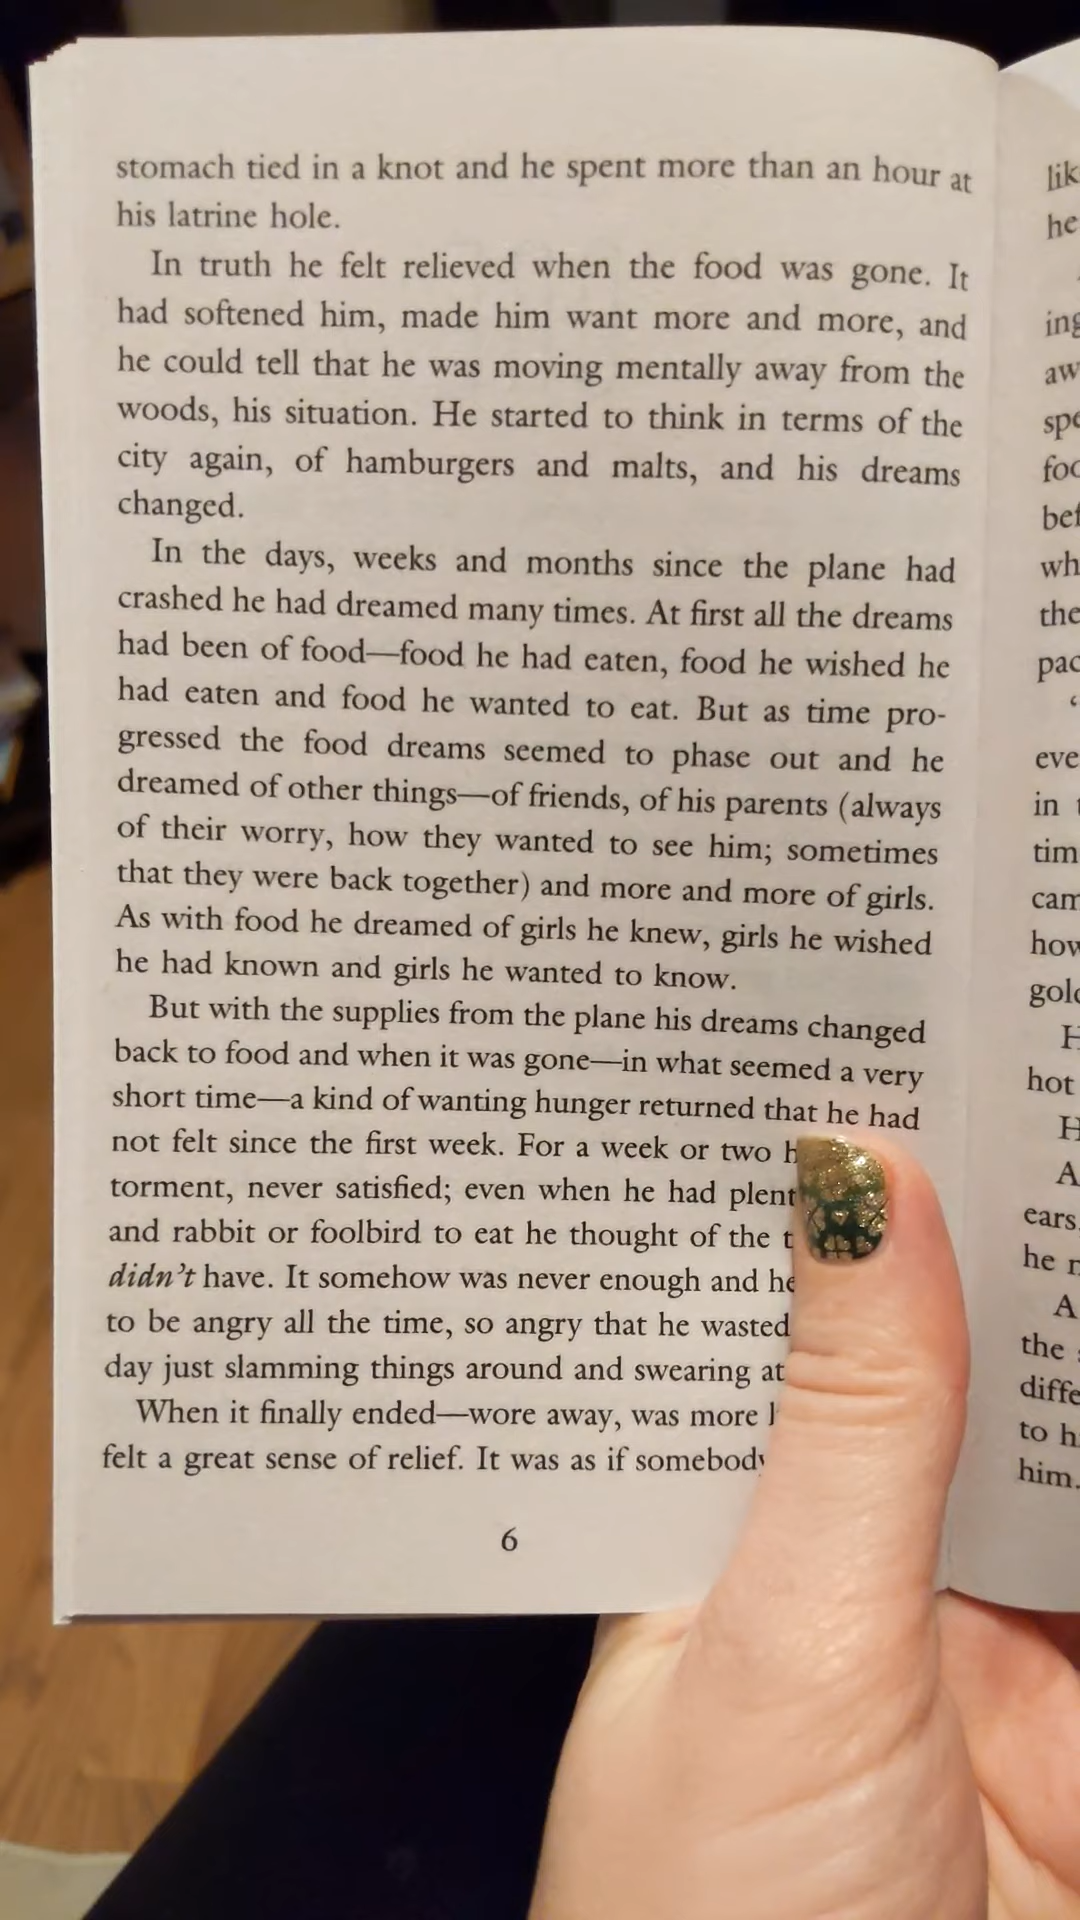 stomach tied in a knot and he spent more than an hour at
his latrine hole.
In truth he felt relieved when the food was gone. It
had softened him, made him want more and more, and
he could tell that he was moving mentally away from the
woods, his situation. He started to think in terms of the
city again, of hamburgers and malts, and his dreams
changed.
In the days, weeks and months since the plane had
crashed he had dreamed many times. At first all the dreams
had been of food—food he had eaten, food he wished he
had eaten and food he wanted to eat. But as time pro-
gressed the food dreams seemed to phase out and he
dreamed of other things—of friends, of his parents (always
of their worry, how they wanted to see him; sometimes
that they were back together) and more and more of girls.
As with food he dreamed of girls he knew, girls he wished
he had known and girls he wanted to know.
But with the supplies from the plane his dreams changed
back to food and when it was gone—in what seemed a very
short time—a kind of wanting hunger returned that he had
not felt since the first week. For a week or two
torment, never satisfied; even when he had
and rabbit or foolbird to eat he thought of the
didn't have. It somehow was never enough and he
to be angry all the time, so angry that he wasted
day just slamming things around and swearing at
When it finally ended—wore away, was more
felt a great sense of relief. It was as if
6
he
the
eve
in
hot
ears,
the
to
him.